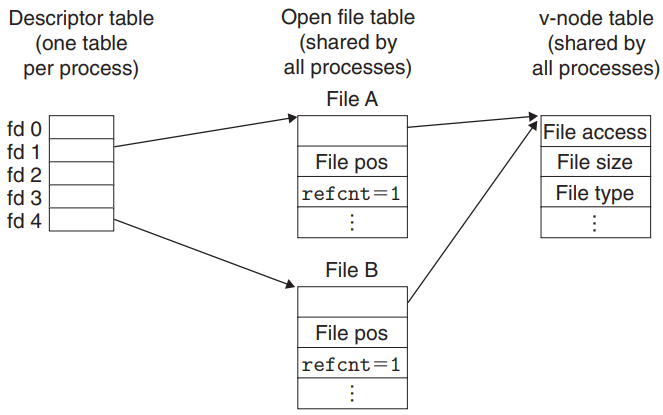 Descriptor table
(one table
per process)
Open file table
(shared by
all processes)
v-node table
(shared by
all processes)
fd 0
fd 1
fd 2
fd 3
fd 4
File A
File pos
refcnt=1
⋮
File B
File pos
refcnt=1
⋮
File access
File size
File type
⋮